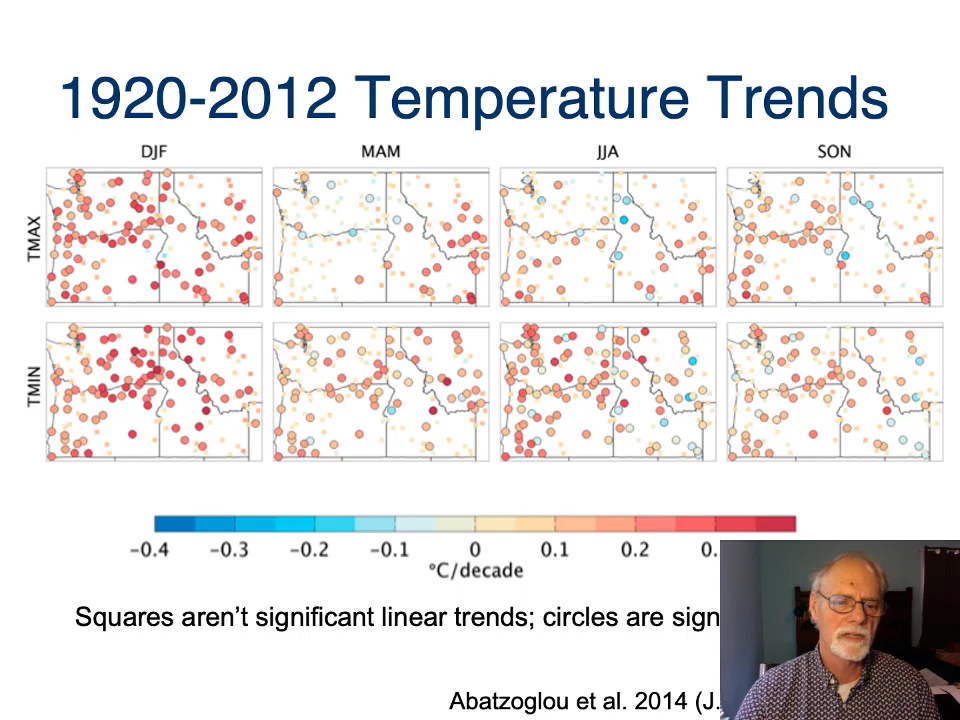 1920-2012 Temperature Trends
DJF MAM JJA SON
TMAX
TMIN
−0.4 −0.3 −0.2 −0.1 0 0.1 0.2 0.
°C/decade
Squares aren’t significant linear trends; circles are sign
Abatzoglou et al. 2014 (J.